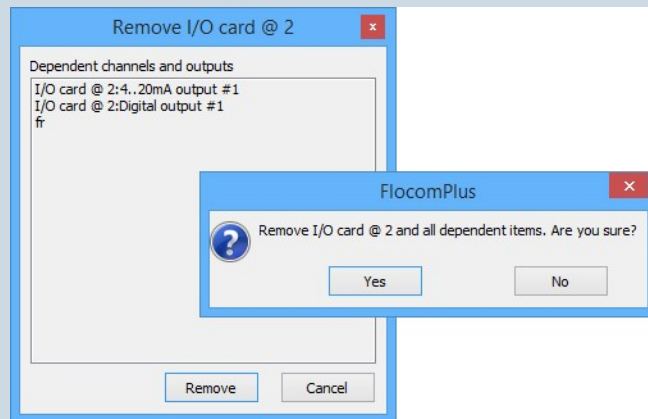 Remove I/O card @ 2
x
Dependent channels and outputs
I/O card @ 2:4..20mA output #1
I/O card @ 2:Digital output #1
fr
FlocomPlus
Remove I/O card @ 2 and all dependent items. Are you sure?
Yes
No
Remove
Cancel